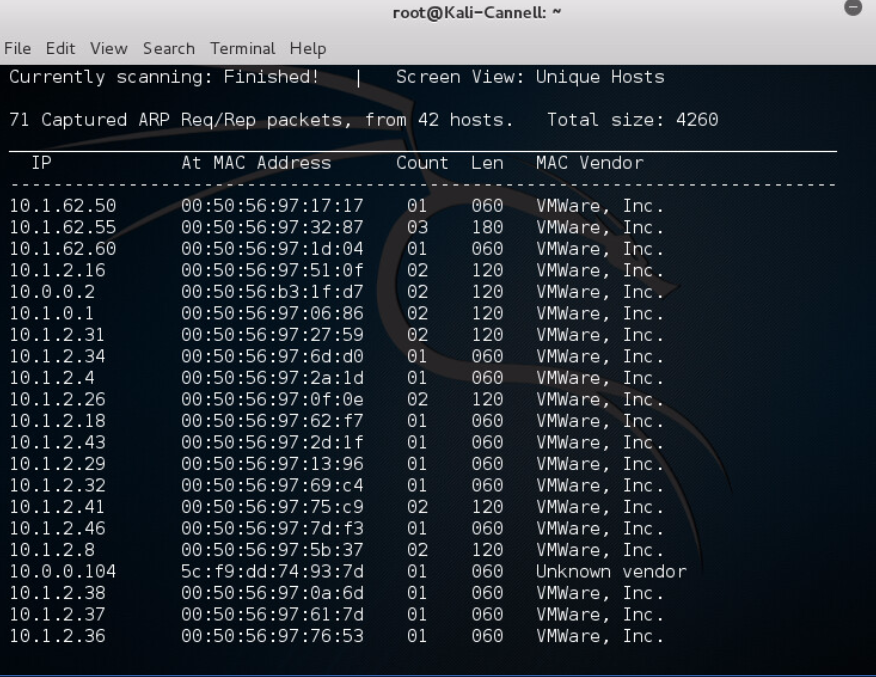 root@Kali-Cannell: ~
File Edit View Search Terminal Help
Currently scanning: Finished! | Screen View: Unique Hosts
71 Captured ARP Req/Rep packets, from 42 hosts. Total size: 4260
IP At MAC Address Count Len MAC Vendor
-----------------------------------------------------------------------------
10.1.62.50 00:50:56:97:17:17 01 060 VMWare, Inc.
10.1.62.55 00:50:56:97:32:87 03 180 VMWare, Inc.
10.1.62.60 00:50:56:97:1d:04 01 060 VMWare, Inc.
10.1.2.16 00:50:56:97:51:0f 02 120 VMWare, Inc.
10.0.0.2 00:50:56:b3:1f:d7 02 120 VMWare, Inc.
10.1.0.1 00:50:56:97:06:86 02 120 VMWare, Inc.
10.1.2.31 00:50:56:97:27:59 02 120 VMWare, Inc.
10.1.2.34 00:50:56:97:6d:d0 01 060 VMWare, Inc.
10.1.2.4 00:50:56:97:2a:1d 01 060 VMWare, Inc.
10.1.2.26 00:50:56:97:0f:0e 02 120 VMWare, Inc.
10.1.2.18 00:50:56:97:62:f7 01 060 VMWare, Inc.
10.1.2.43 00:50:56:97:2d:1f 01 060 VMWare, Inc.
10.1.2.29 00:50:56:97:13:96 01 060 VMWare, Inc.
10.1.2.32 00:50:56:97:69:c4 01 060 VMWare, Inc.
10.1.2.41 00:50:56:97:75:c9 02 120 VMWare, Inc.
10.1.2.46 00:50:56:97:7d:f3 01 060 VMWare, Inc.
10.1.2.8 00:50:56:97:5b:37 02 120 VMWare, Inc.
10.0.0.104 5c:f9:dd:74:93:7d 01 060 Unknown vendor
10.1.2.38 00:50:56:97:0a:6d 01 060 VMWare, Inc.
10.1.2.37 00:50:56:97:61:7d 01 060 VMWare, Inc.
10.1.2.36 00:50:56:97:76:53 01 060 VMWare, Inc.